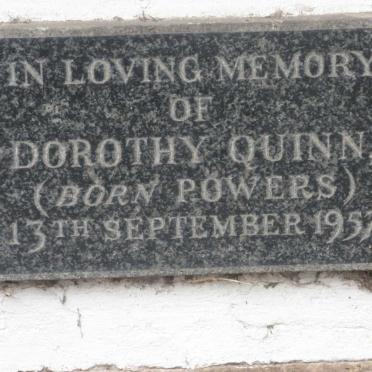 IN LOVING MEMORY
OF
DOROTHY QUINN.
(BORN POWERS)
13TH SEPTEMBER